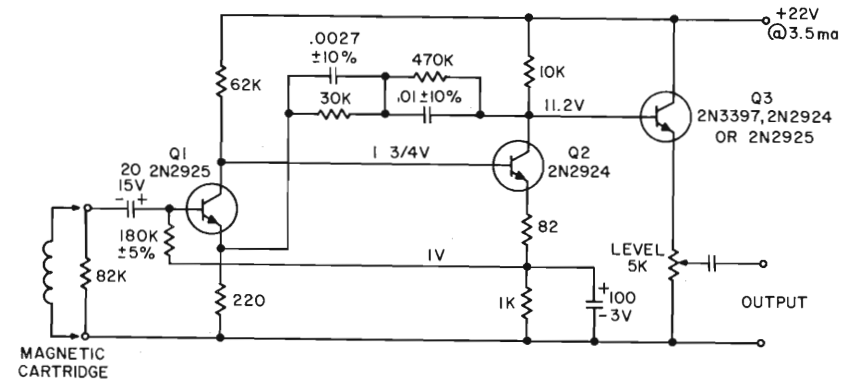 +22V
@3.5ma
.0027
±10%
470K
62K
10K
30K
.01±10%
11.2V
Q3
2N3397,2N2924
OR 2N2925
Q1
2N2925
1 3/4V
Q2
2N2924
20
15V
- +
180K
±5%
82
LEVEL
5K
1V
82K
220
1K
+
100
-3V
OUTPUT
MAGNETIC
CARTRIDGE